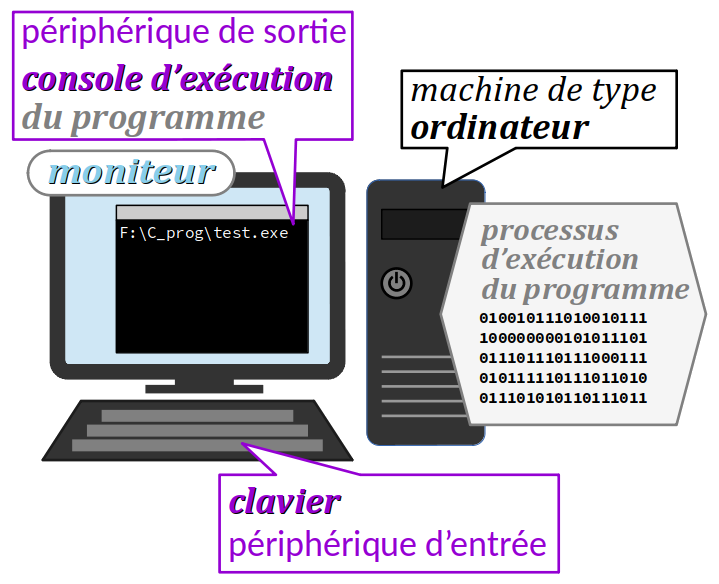 périphérique de sortie
console d’exécution
du programme
moniteur
F:\C_prog\test.exe
machine de type
ordinateur
processus
d’exécution
du programme
010010111010010111
100000000101011101
011101110111000111
010111110111011010
011101010110111011
clavier
périphérique d’entrée